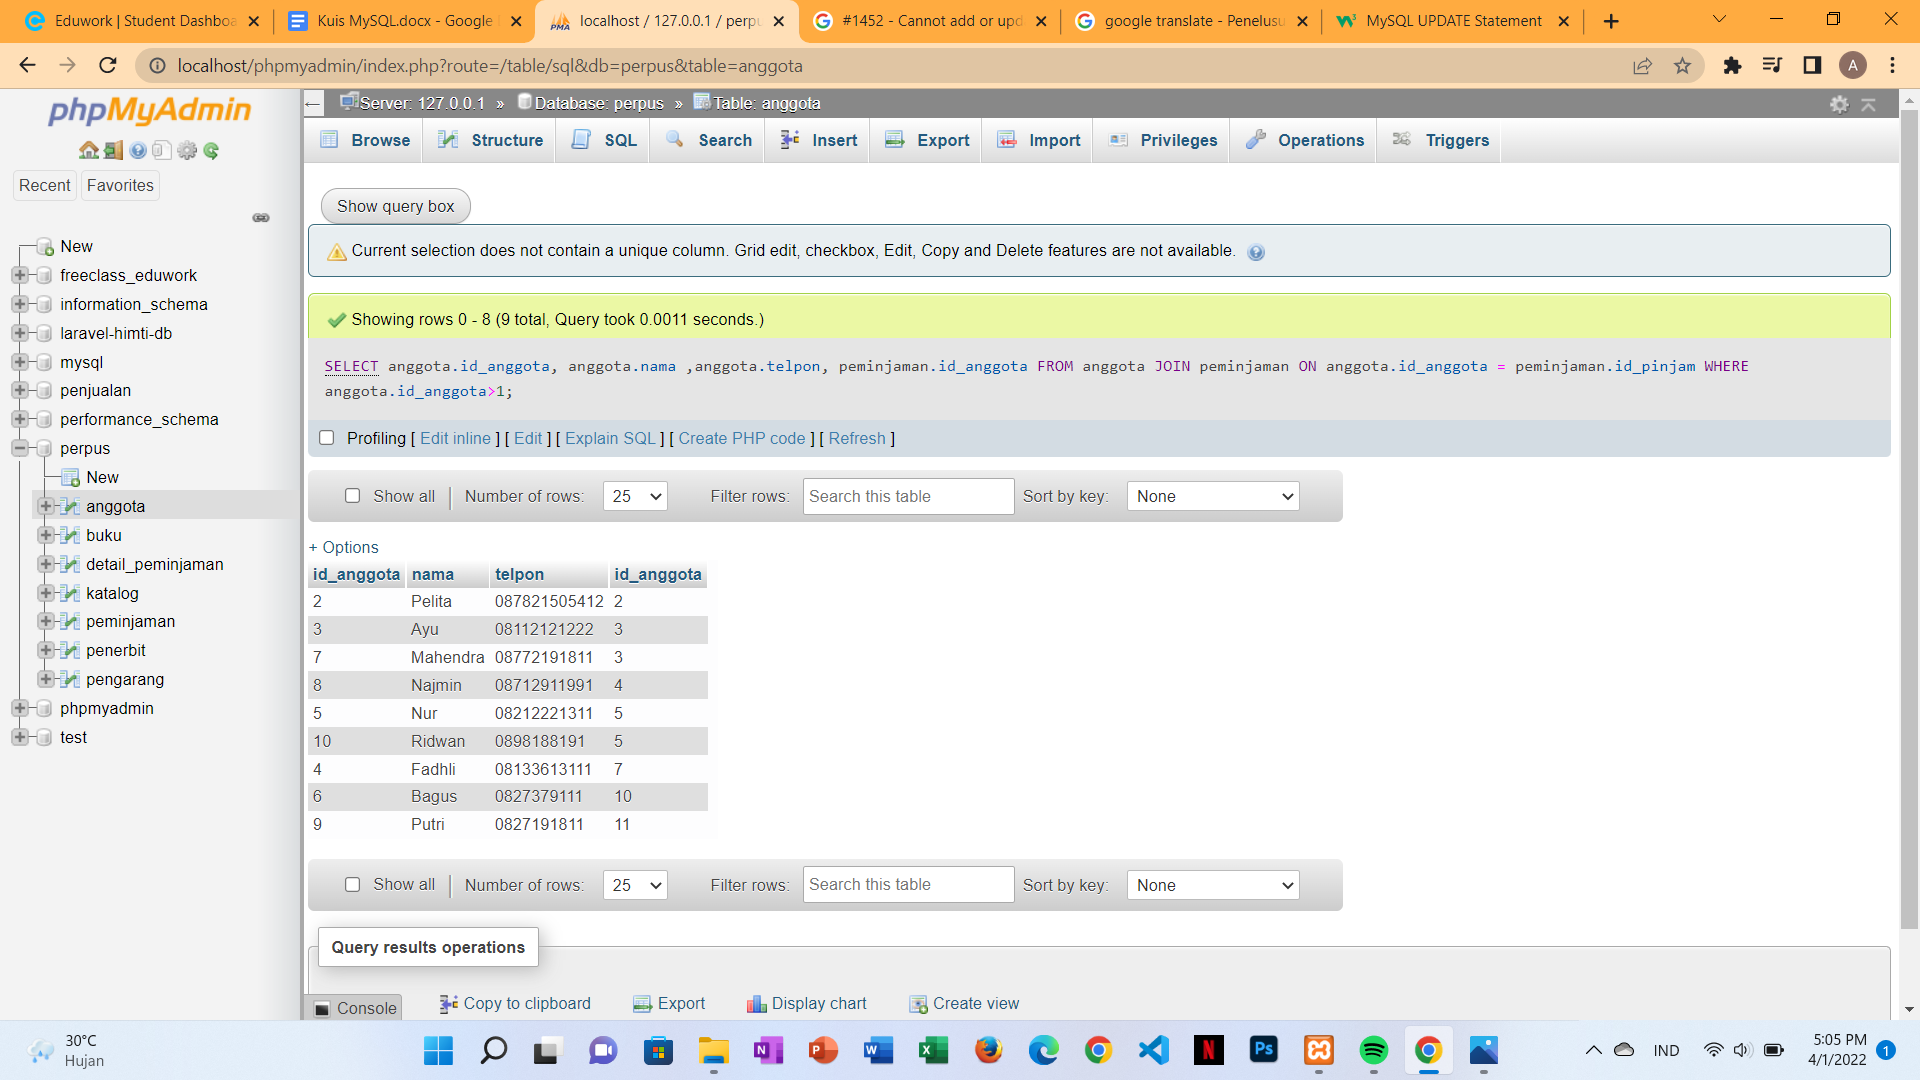 Eduwork | Student Dashboa
Kuis MySQL.docx - Google
localhost / 127.0.0.1 / perpu
#1452 - Cannot add or upd
google translate - Penelusu
MySQL UPDATE Statement
localhost/phpmyadmin/index.php?route=/table/sql&db=perpus&table=anggota
A
phpMyAdmin
Recent Favorites
New
freeclass_eduwork
information_schema
laravel-himti-db
mysql
penjualan
performance_schema
perpus
New
anggota
buku
detail_peminjaman
katalog
peminjaman
penerbit
pengarang
phpmyadmin
test
Server: 127.0.0.1 » Database: perpus » Table: anggota
Browse Structure SQL Search Insert Export Import Privileges Operations Triggers
Show query box
Current selection does not contain a unique column. Grid edit, checkbox, Edit, Copy and Delete features are not available.
Showing rows 0 - 8 (9 total, Query took 0.0011 seconds.)
SELECT anggota.id_anggota, anggota.nama ,anggota.telpon, peminjaman.id_anggota FROM anggota JOIN peminjaman ON anggota.id_anggota = peminjaman.id_pinjam WHERE
anggota.id_anggota>1;
Profiling [ Edit inline ] [ Edit ] [ Explain SQL ] [ Create PHP code ] [ Refresh ]
Show all | Number of rows: 25 Filter rows: Search this table Sort by key: None
+ Options
id_anggota nama telpon id_anggota
2 Pelita 087821505412 2
3 Ayu 08112121222 3
7 Mahendra 08772191811 3
8 Najmin 08712911991 4
5 Nur 08212221311 5
10 Ridwan 0898188191 5
4 Fadhli 08133613111 7
6 Bagus 0827379111 10
9 Putri 0827191811 11
Show all | Number of rows: 25 Filter rows: Search this table Sort by key: None
Query results operations
Console
Copy to clipboard Export Display chart Create view
30°C
Hujan
IND
5:05 PM
4/1/2022
1